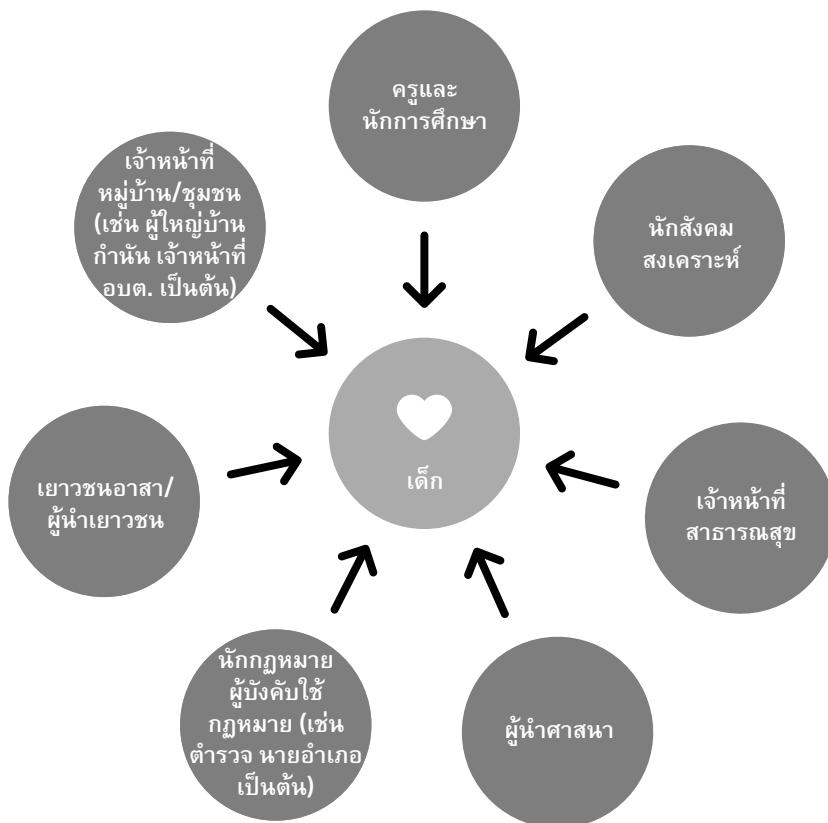 ครูและ
นักการศึกษา
เจ้าหน้าที่
หมู่บ้าน/ชุมชน
(เช่น ผู้ใหญ่บ้าน
กำนัน เจ้าหน้าที่
อบต. เป็นต้น)
นักสังคม
สงเคราะห์
เด็ก
เยาวชนอาสา/
ผู้นำเยาวชน
เจ้าหน้าที่
สาธารณสุข
นักกฏหมาย
ผู้บังคับใช้
กฏหมาย (เช่น
ตำรวจ นายอำเภอ
เป็นต้น)
ผู้นำศาสนา